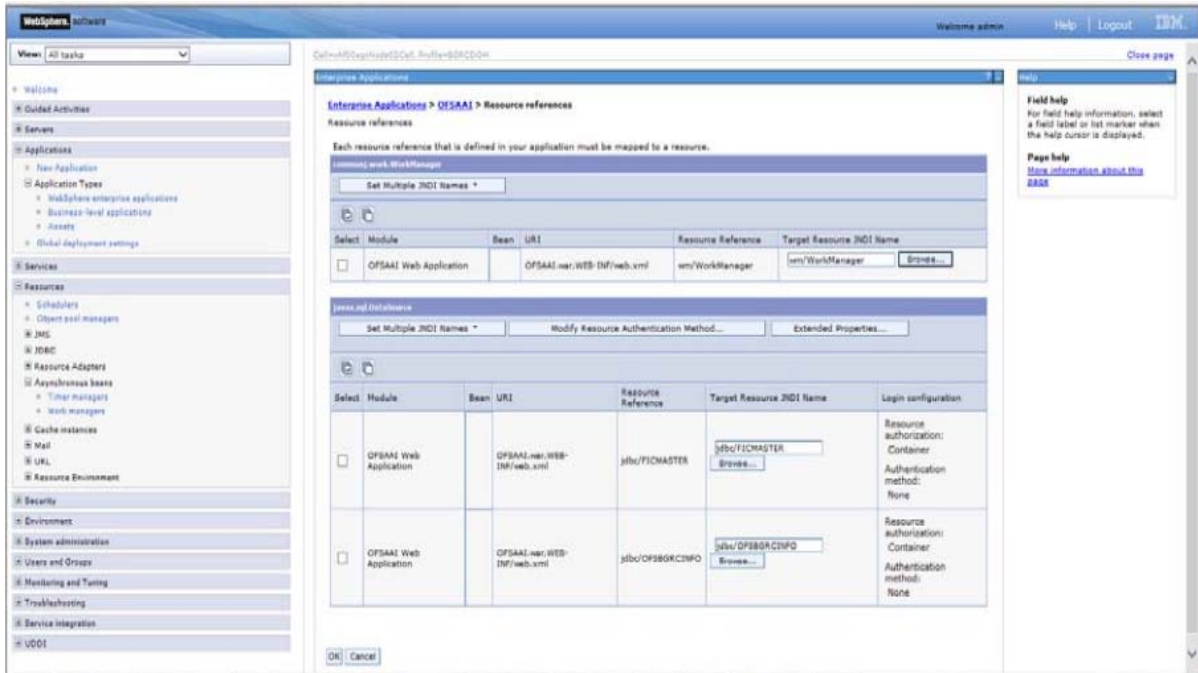 WebSphere. software
Welcome admin
Help
Logout
IBM.
View: All tasks
Welcome
Guided Activities
Servers
Applications
New Application
Application Types
WebSphere enterprise applications
Business-level applications
Assets
Global deployment settings
Services
Resources
Schedulers
Object pool managers
JMS
JDBC
Resource Adapters
Asynchronous beans
Timer managers
Work managers
Cache instances
Mail
URL
Resource Environment
Security
Environment
System administration
Users and Groups
Monitoring and Tuning
Troubleshooting
Service integration
UDDI
Close page
Enterprise Applications
Enterprise Applications > OFSAAI > Resource references
Resource references
Each resource reference that is defined in your application must be mapped to a resource.
commonj.work.WorkManager
Set Multiple JNDI Names
Select Module Bean URI Resource Reference Target Resource JNDI Name
OFSAAI Web Application OFSAAI.war,WEB-INF/web.xml wm/WorkManager wm/WorkManager Browse...
javax.sql.DataSource
Set Multiple JNDI Names Modify Resource Authentication Method... Extended Properties...
Select Module Bean URI Resource Reference Target Resource JNDI Name Login configuration
OFSAAI Web Application
OFSAAI.war,WEB-INF/web.xml
jdbc/FICMASTER
jdbc/FICMASTER
Browse...
Resource authorization:
Container
Authentication method:
None
OFSAAI Web Application
OFSAAI.war,WEB-INF/web.xml
jdbc/OFSBGRCINFO
jdbc/OFSBGRCINFO
Browse...
Resource authorization:
Container
Authentication method:
None
OK Cancel
Help
Field help
For field help information, select
a field label or list marker when
the help cursor is displayed.
Page help
More information about this
page